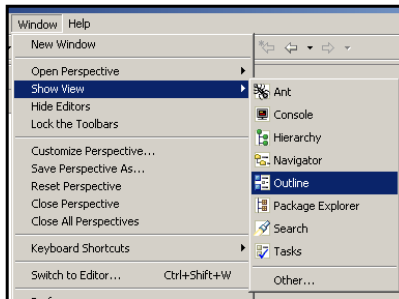 Window Help
New Window
Open Perspective
Show View
Hide Editors
Lock the Toolbars
Customize Perspective...
Save Perspective As...
Reset Perspective
Close Perspective
Close All Perspectives
Keyboard Shortcuts
Switch to Editor... Ctrl+Shift+W
Ant
Console
Hierarchy
Navigator
Outline
Package Explorer
Search
Tasks
Other...